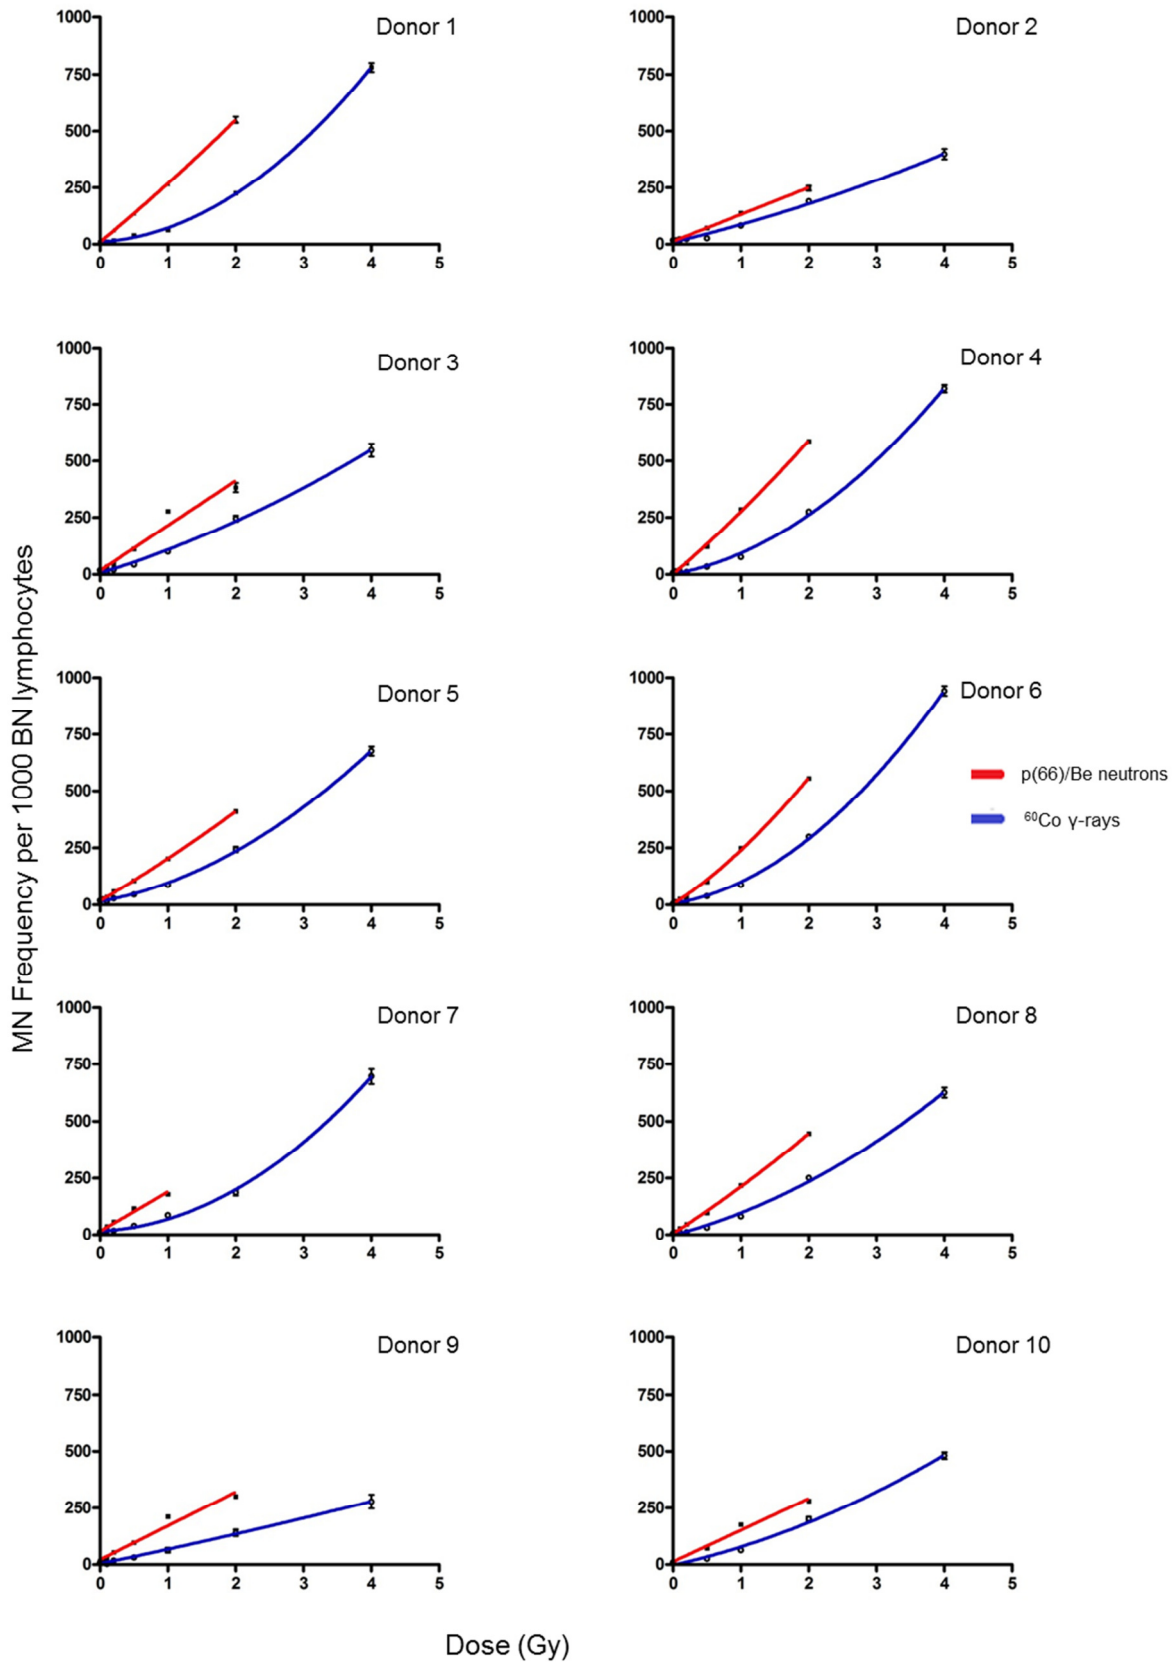 MN Frequency per 1000 BN lymphocytes
Donor 1
1000
750
500
250
0
0 1 2 3 4 5
Donor 2
1000
750
500
250
0
0 1 2 3 4 5
Donor 3
1000
750
500
250
0
0 1 2 3 4 5
Donor 4
1000
750
500
250
0
0 1 2 3 4 5
Donor 5
1000
750
500
250
0
0 1 2 3 4 5
Donor 6
1000
750
500
250
0
0 1 2 3 4 5
p(66)/Be neutrons
⁶⁰Co γ-rays
Donor 7
1000
750
500
250
0
0 1 2 3 4 5
Donor 8
1000
750
500
250
0
0 1 2 3 4 5
Donor 9
1000
750
500
250
0
0 1 2 3 4 5
Donor 10
1000
750
500
250
0
0 1 2 3 4 5
Dose (Gy)